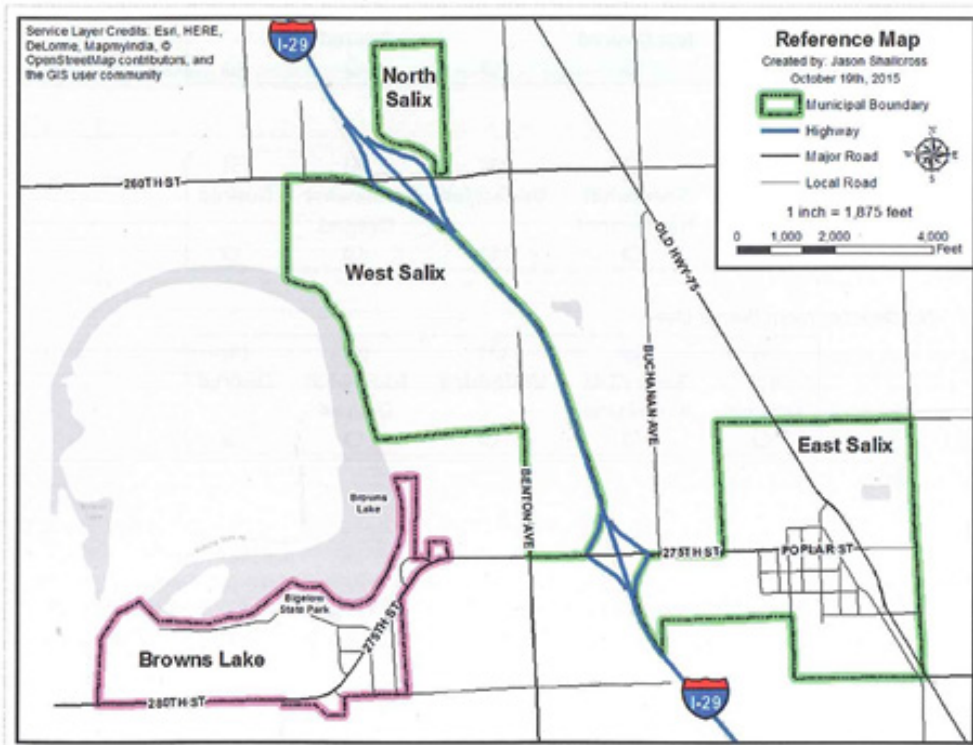 Service Layer Credits: Esri, HERE,
DeLorme, MapmyIndia, ©
OpenStreetMap contributors, and
the GIS user community
I-29
North
Salix
Reference Map
Created by: Jason Shallcross
October 19th, 2015
Municipal Boundary
Highway
Major Road
Local Road
N
W
E
S
1 inch = 1,875 feet
0 1,000 2,000 4,000
Feet
260TH ST
OLD HWY-75
West Salix
BUCHANAN AVE
East Salix
BENTON AVE
Browns
Lake
275TH ST
POPLAR ST
Bigelow
State Park
275TH ST
Browns Lake
280TH ST
I-29